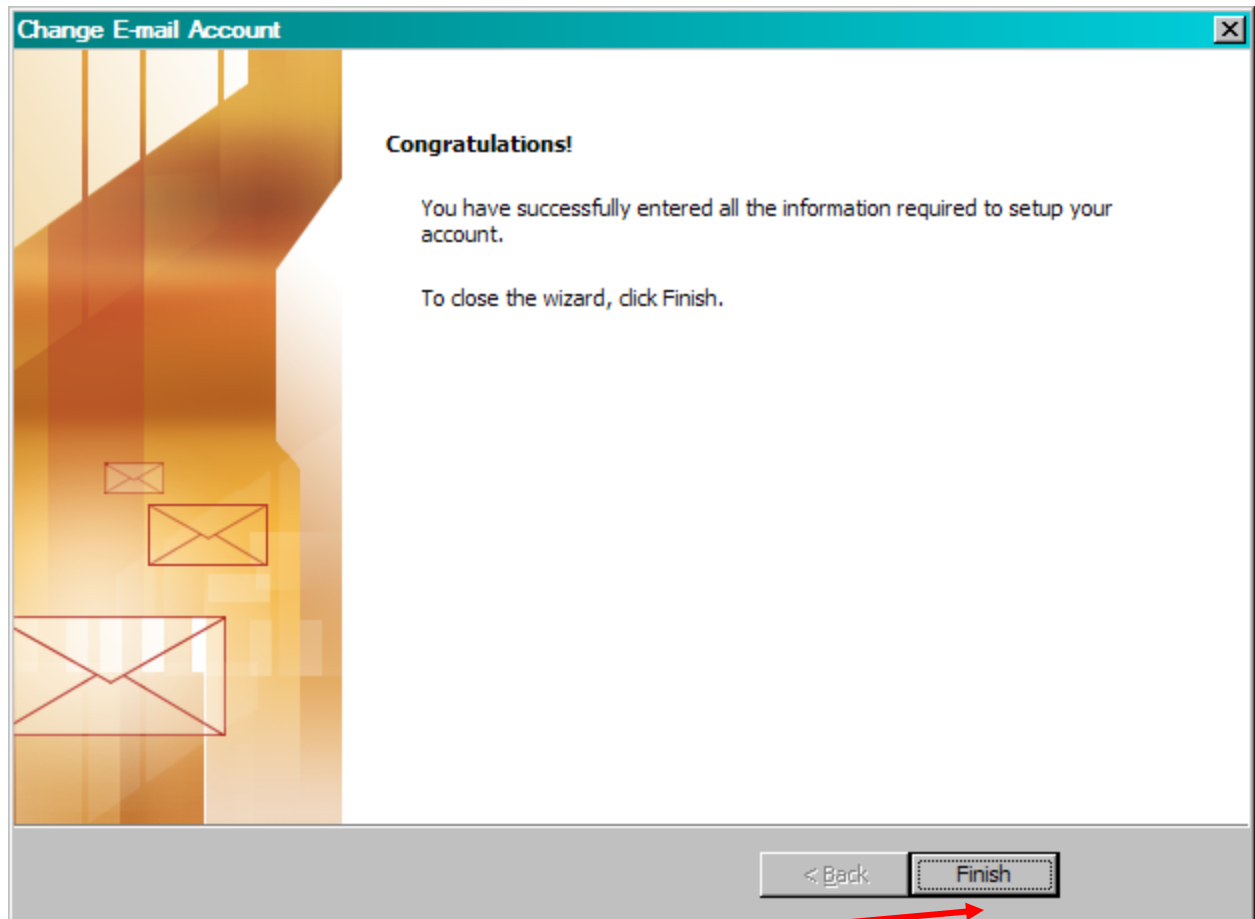 Change E-mail Account
Congratulations!
You have successfully entered all the information required to setup your
account.
To close the wizard, click Finish.
< Back
Finish